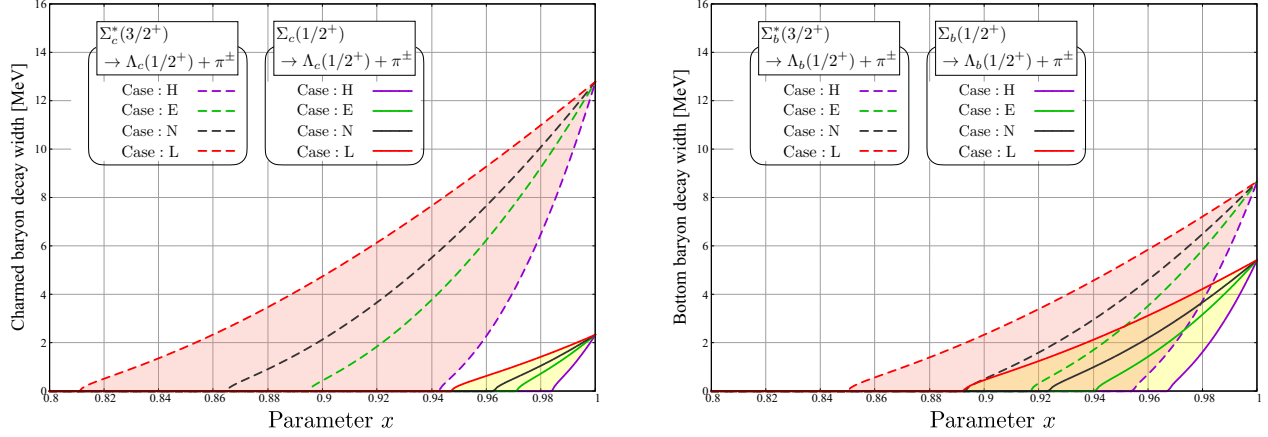 16
14
12
10
8
6
4
2
0
Charmed baryon decay width [MeV]
Σ*c(3/2⁺)
→ Λc(1/2⁺) + π±
Case : H
Case : E
Case : N
Case : L
Σc(1/2⁺)
→ Λc(1/2⁺) + π±
Case : H
Case : E
Case : N
Case : L
0.8 0.82 0.84 0.86 0.88 0.9 0.92 0.94 0.96 0.98 1
Parameter x
16
14
12
10
8
6
4
2
0
Bottom baryon decay width [MeV]
Σ*b(3/2⁺)
→ Λb(1/2⁺) + π±
Case : H
Case : E
Case : N
Case : L
Σb(1/2⁺)
→ Λb(1/2⁺) + π±
Case : H
Case : E
Case : N
Case : L
0.8 0.82 0.84 0.86 0.88 0.9 0.92 0.94 0.96 0.98 1
Parameter x